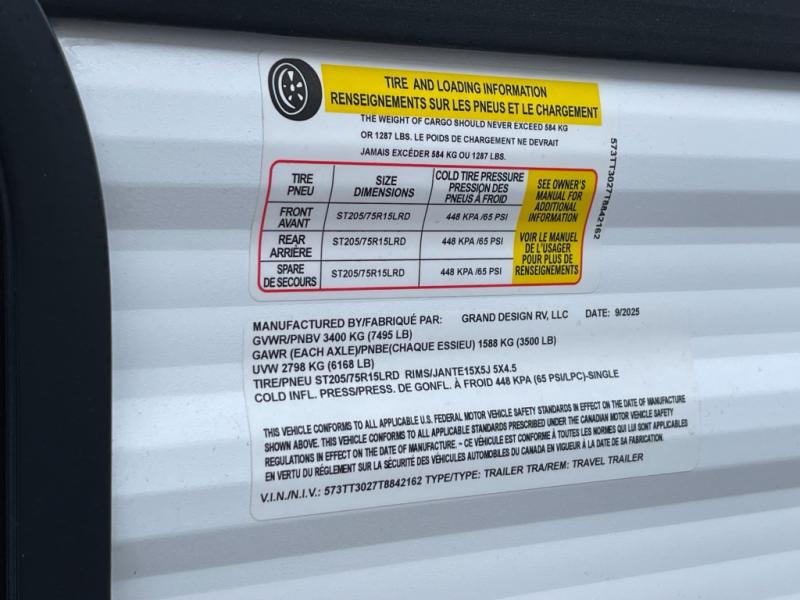 TIRE AND LOADING INFORMATION
RENSEIGNEMENTS SUR LES PNEUS ET LE CHARGEMENT
THE WEIGHT OF CARGO SHOULD NEVER EXCEED 584 KG
OR 1287 LBS. LE POIDS DE CHARGEMENT NE DEVRAIT
JAMAIS EXCÉDER 584 KG OU 1287 LBS.
TIRE
PNEU
SIZE
DIMENSIONS
COLD TIRE PRESSURE
PRESSION DES
PNEUS À FROID
FRONT
AVANT
ST205/75R15LRD
448 KPA /65 PSI
REAR
ARRIÈRE
ST205/75R15LRD
448 KPA /65 PSI
SPARE
DE SECOURS
ST205/75R15LRD
448 KPA /65 PSI
SEE OWNER'S
MANUAL FOR
ADDITIONAL
INFORMATION
VOIR LE MANUEL
DE L'USAGER
POUR PLUS DE
RENSEIGNEMENTS
573TT3027T8842162
MANUFACTURED BY/FABRIQUÉ PAR: GRAND DESIGN RV, LLC DATE: 9/2025
GVWR/PNBV 3400 KG (7495 LB)
GAWR (EACH AXLE)/PNBE(CHAQUE ESSIEU) 1588 KG (3500 LB)
UVW 2798 KG (6168 LB)
TIRE/PNEU ST205/75R15LRD RIMS/JANTE15X5J 5X4.5
COLD INFL. PRESS/PRESS. DE GONFL. À FROID 448 KPA (65 PSI/LPC)-SINGLE
THIS VEHICLE CONFORMS TO ALL APPLICABLE U.S. FEDERAL MOTOR VEHICLE SAFETY STANDARDS IN EFFECT ON THE DATE OF MANUFACTURE
SHOWN ABOVE. THIS VEHICLE CONFORMS TO ALL APPLICABLE STANDARDS PRESCRIBED UNDER THE CANADIAN MOTOR VEHICLE SAFETY
REGULATIONS IN EFFECT ON THE DATE OF MANUFACTURE. ~ CE VÉHICULE EST CONFORME À TOUTES LES NORMES QUI LUI SONT APPLICABLES
EN VERTU DU RÉGLEMENT SUR LA SÉCURITÉ DES VÉHICULES AUTOMOBILES DU CANADA EN VIGUEUR À LA DATE DE SA FABRICATION.
V.I.N./N.I.V.: 573TT3027T8842162 TYPE/TYPE: TRAILER TRA/REM: TRAVEL TRAILER